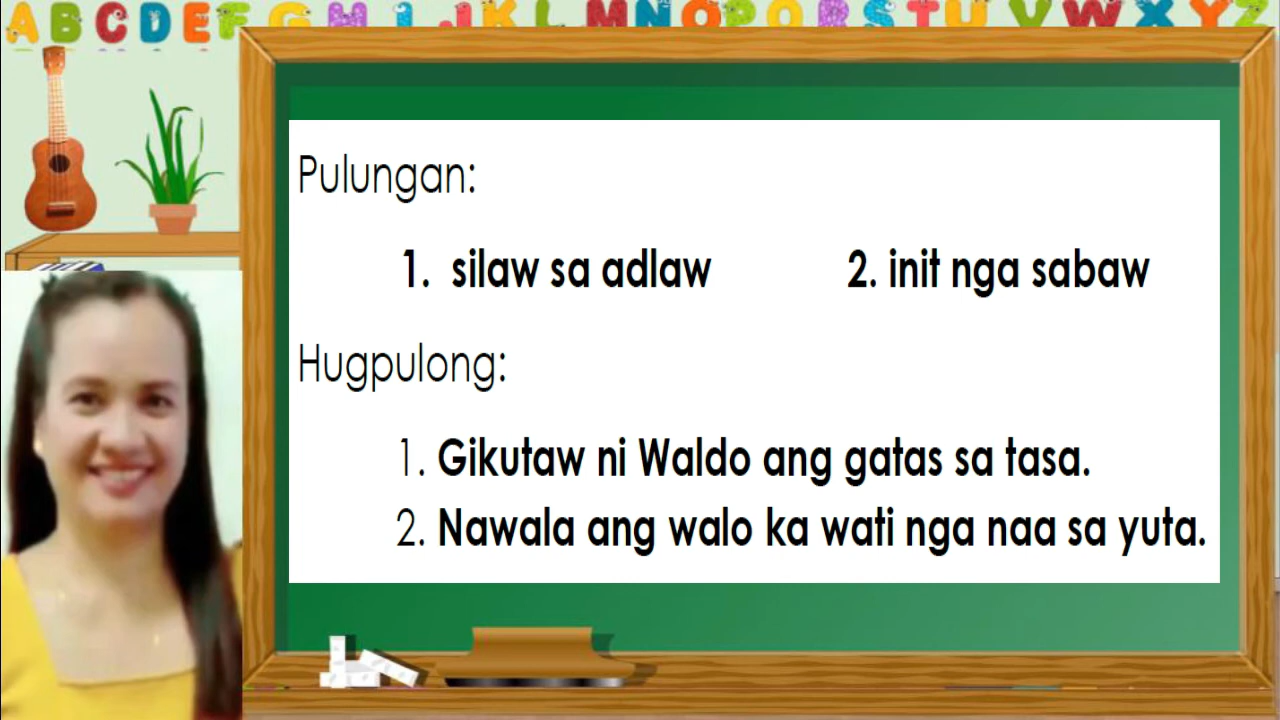 ABCDEFGHIJKLMNOPQRSTUVWXYZ
Pulungan:
1. silaw sa adlaw 2. init nga sabaw
Hugpulong:
1. Gikutaw ni Waldo ang gatas sa tasa.
2. Nawala ang walo ka wati nga naa sa yuta.